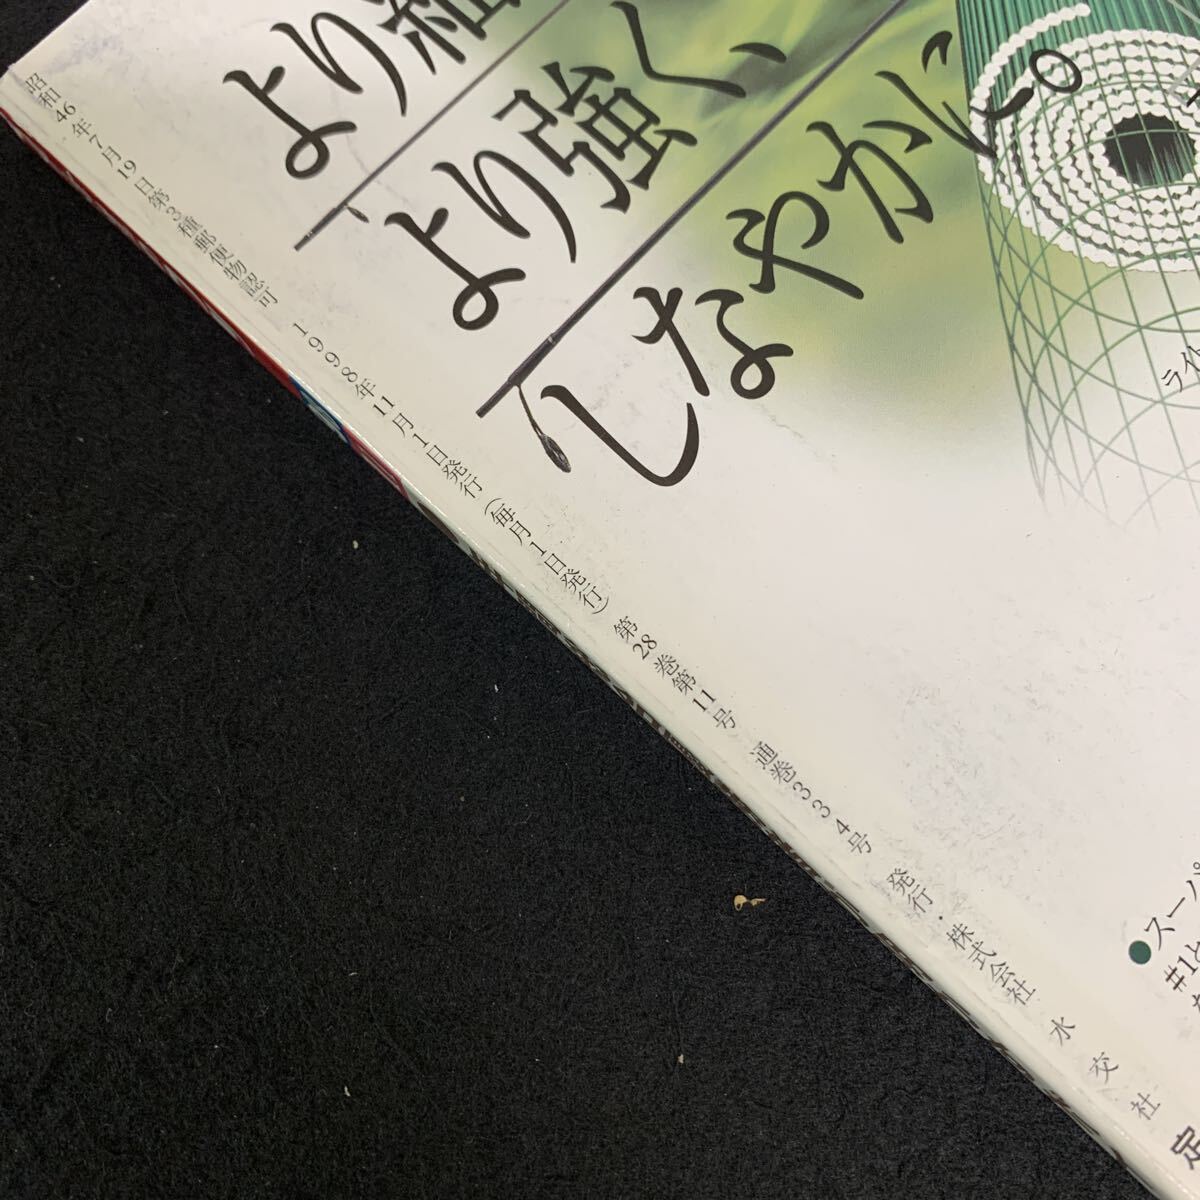 より細
より強く、
しなやかに。
昭和46年7月19日第3種郵便物認可 1998年11月1日発行(毎月1日発行) 第28巻第11号 通巻334号 発行・株式会社 水交社
ライ
●スーパ
#1と
定